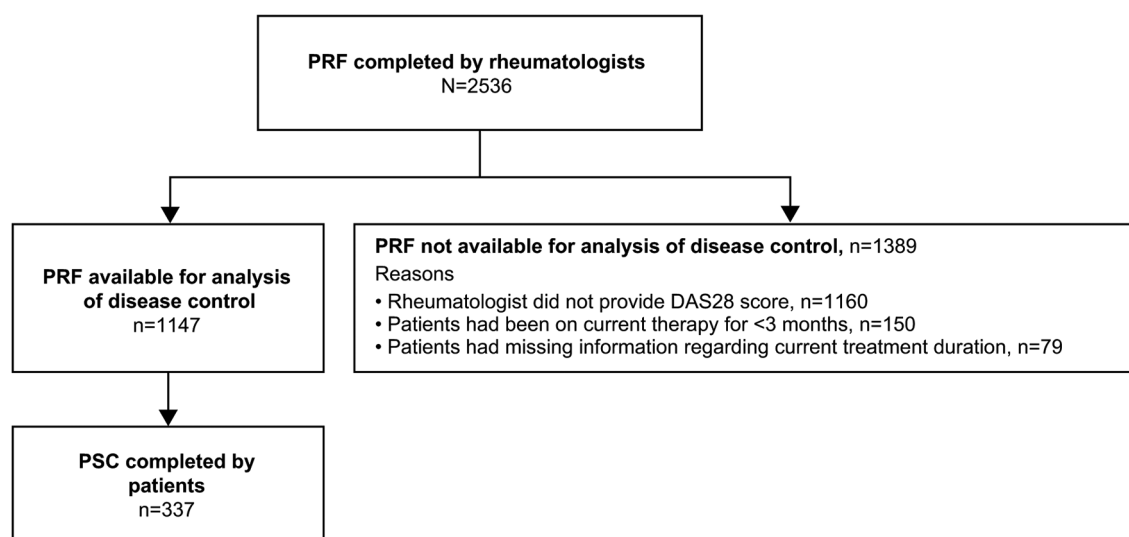 PRF completed by rheumatologists
N=2536
PRF available for analysis
of disease control
n=1147
PRF not available for analysis of disease control, n=1389
Reasons
• Rheumatologist did not provide DAS28 score, n=1160
• Patients had been on current therapy for <3 months, n=150
• Patients had missing information regarding current treatment duration, n=79
PSC completed by
patients
n=337